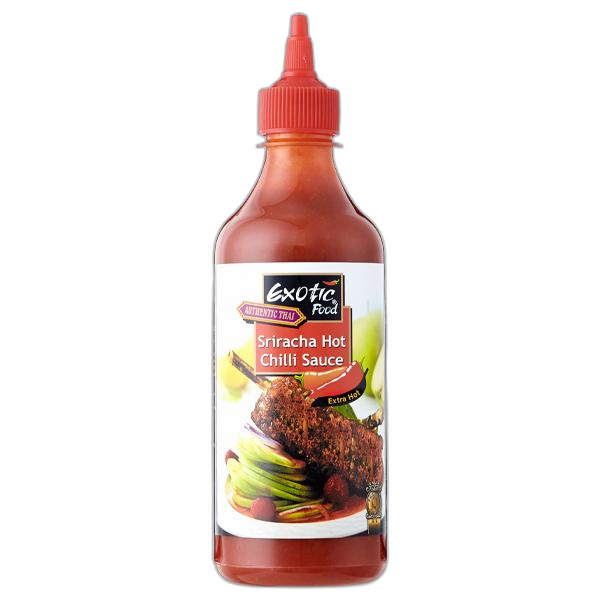 Exotic
Food
AUTHENTIC THAI
Sriracha Hot
Chilli Sauce
Extra Hot